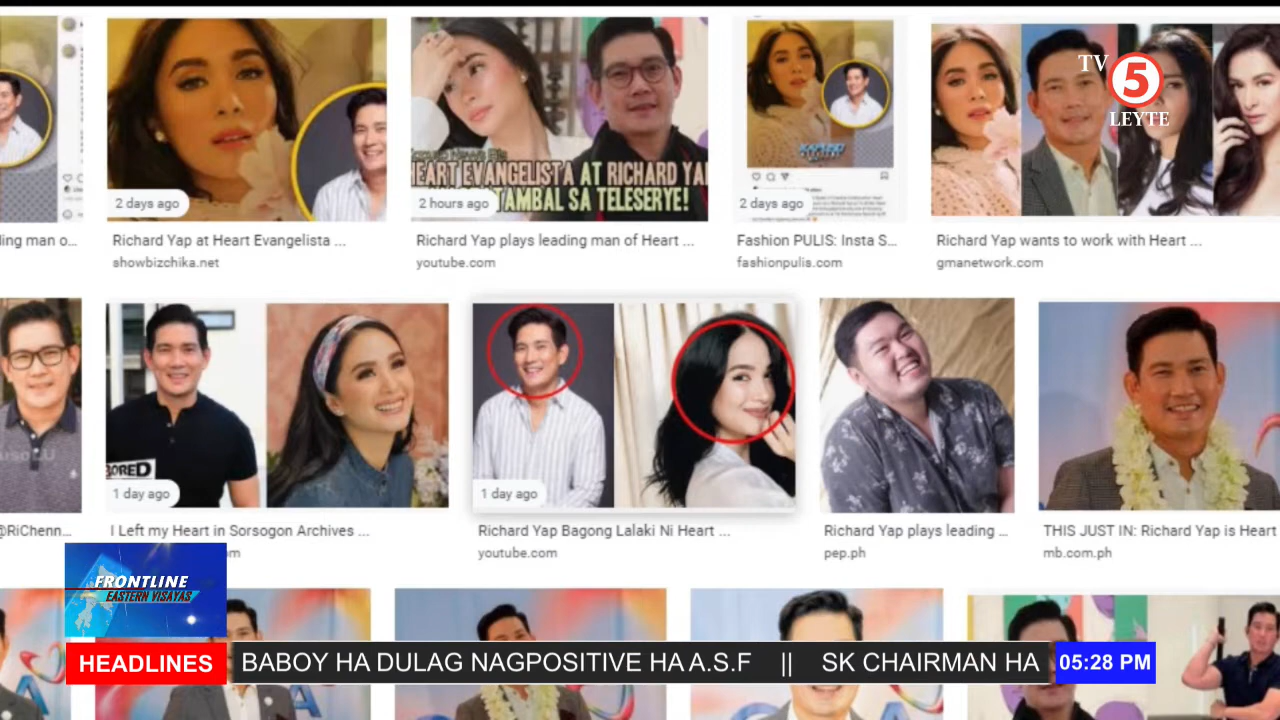 TV 5
LEYTE
2 days ago
2 hours ago
HEART EVANGELISTA AT RICHARD YAP
TAMBAL SA TELESERYE!
2 days ago
ling man o...
Richard Yap at Heart Evangelista ...
showbizchika.net
Richard Yap plays leading man of Heart ...
youtube.com
Fashion PULIS: Insta S...
fashionpulis.com
Richard Yap wants to work with Heart ...
gmanetwork.com
BORED
1 day ago
1 day ago
@RiChenn...
I Left my Heart in Sorsogon Archives ...
om
Richard Yap Bagong Lalaki Ni Heart ...
youtube.com
Richard Yap plays leading ...
pep.ph
THIS JUST IN: Richard Yap is Heart
mb.com.ph
FRONTLINE
EASTERN VISAYAS
HEADLINES
BABOY HA DULAG NAGPOSITIVE HA A.S.F || SK CHAIRMAN HA
05:28 PM